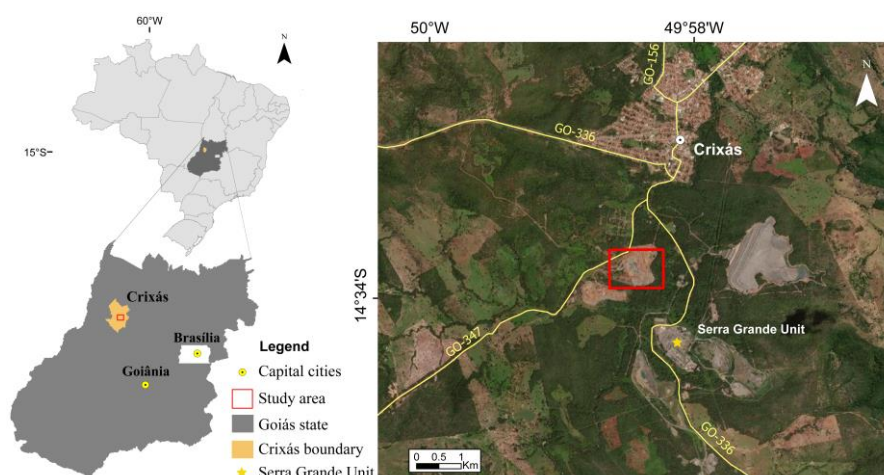 60°W
N
15°S
Crixás
Brasília
Goiânia
Legend
Capital cities
Study area
Goiás state
Crixás boundary
Serra Grande Unit
50°W
49°58'W
N
GO-156
GO-336
Crixás
14°34'S
GO-347
Serra Grande Unit
GO-336
0 0.5 1
Km